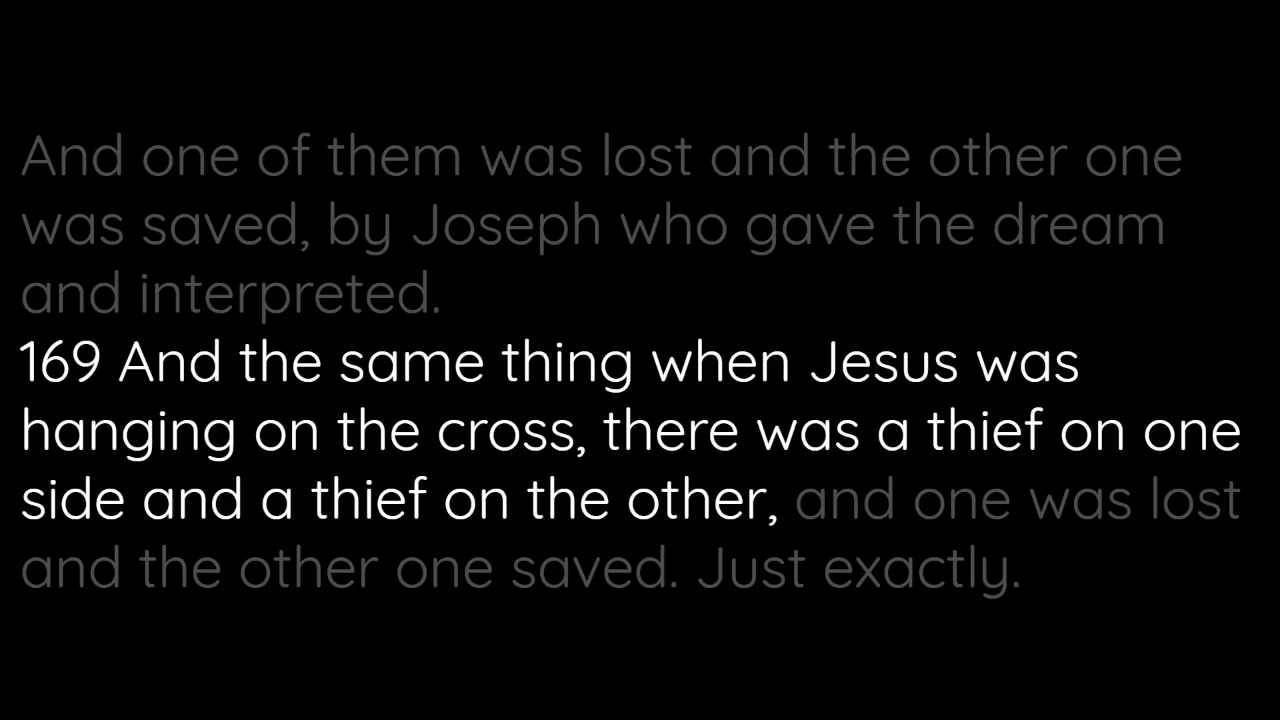 And one of them was lost and the other one
was saved, by Joseph who gave the dream
and interpreted.
169 And the same thing when Jesus was
hanging on the cross, there was a thief on one
side and a thief on the other, and one was lost
and the other one saved. Just exactly.